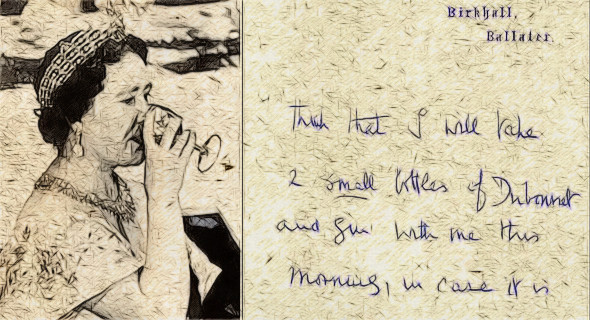 Birkhall,
Ballater.
think that I will take
2 small bottles of Dubonnet
and gin with me this
morning, in case it is